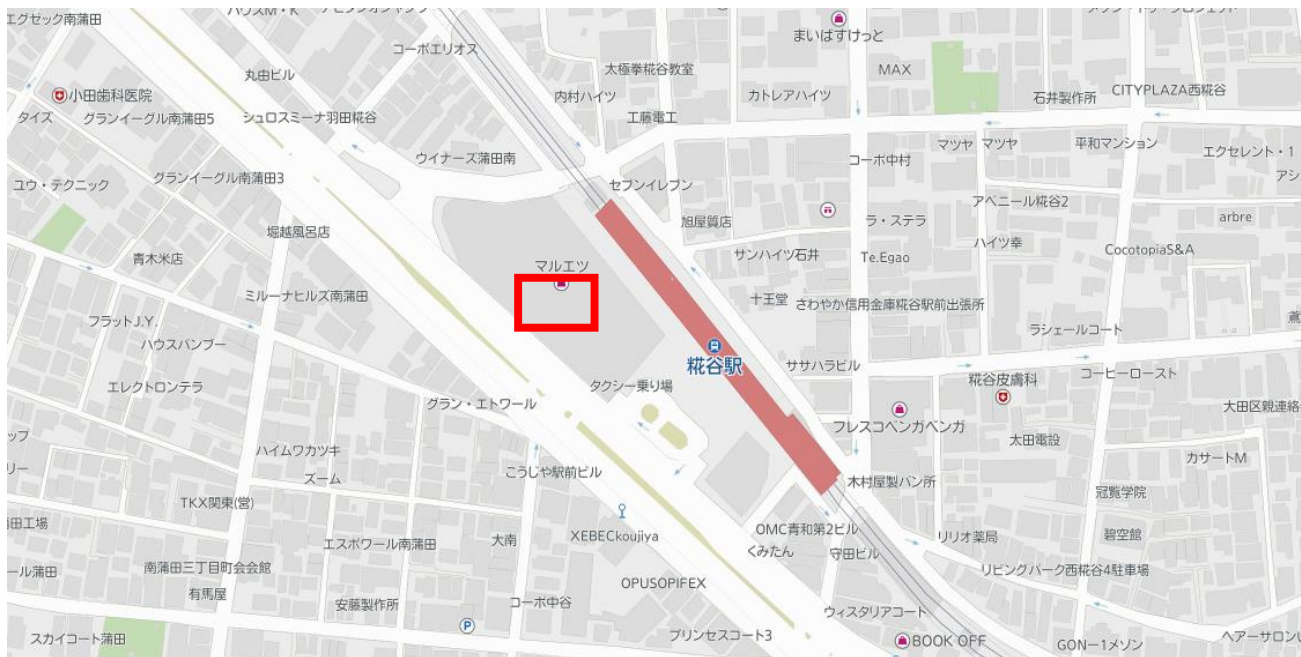 エグゼック南蒲田
ハウスM・K
コーポエリオス
まいばすけっと
丸由ビル
太極拳糀谷教室
MAX
小田歯科医院
内村ハイツ
カトレアハイツ
石井製作所
CITYPLAZA西糀谷
タイズ
グランイーグル南蒲田5
シュロスミーナ羽田糀谷
工藤電工
ウイナーズ蒲田南
コーポ中村
マツヤ
マツヤ
平和マンション
エクセレント・1
ユウ・テクニック
グランイーグル南蒲田3
セブンイレブン
アシ
アベニール糀谷2
堀越風呂店
旭屋質店
ラ・ステラ
arbre
青木米店
サンハイツ石井
Te.Egao
ハイツ幸
CocotopiaS&A
マルエツ
ミルーナヒルズ南蒲田
十王堂
さわやか信用金庫糀谷駅前出張所
フラットJ.Y.
ラシェールコート
ハウスバンブー
糀谷駅
ササハラビル
エレクトロンテラ
タクシー乗り場
糀谷皮膚科
コーヒーロースト
グラン・エトワール
大田区親連絡
フレスコベンガベンガ
ップ
ハイムワカツキ
太田電設
リー
ズーム
こうじや駅前ビル
カサートM
木村屋製パン所
TKX関東(営)
冠覧学院
田工場
XEBECkoujiya
OMC青和第2ビル
エスポワール南蒲田
大南
くみたん
守田ビル
リリオ薬局
碧空館
ール蒲田
南蒲田三丁目町会会館
リビングパーク西糀谷4駐車場
有馬屋
OPUSOPIFEX
安藤製作所
コーポ中谷
ウィスタリアコート
P
スカイコート蒲田
プリンセスコート3
BOOK OFF
GON-1メゾン
ヘアーサロンい